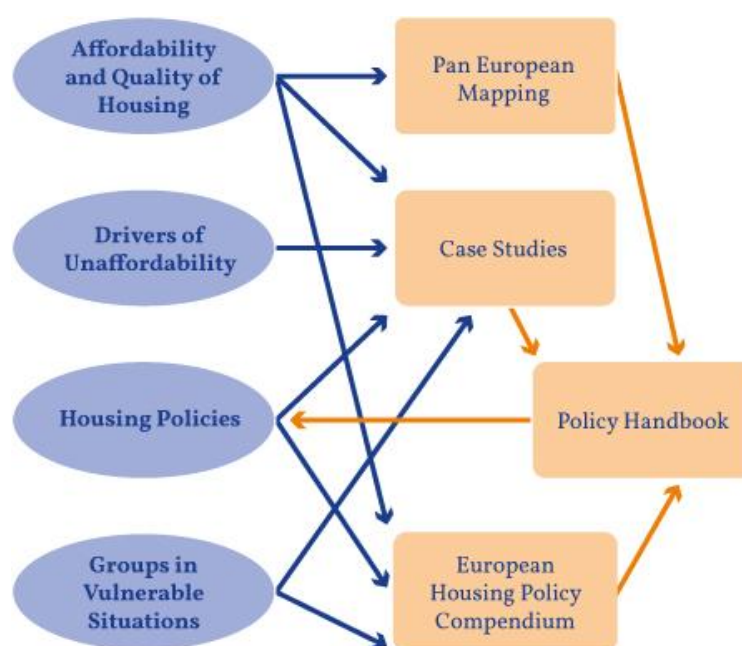 Affordability
and Quality of
Housing
Pan European
Mapping
Drivers of
Unaffordability
Case Studies
Housing Policies
Policy Handbook
Groups in
Vulnerable
Situations
European
Housing Policy
Compendium